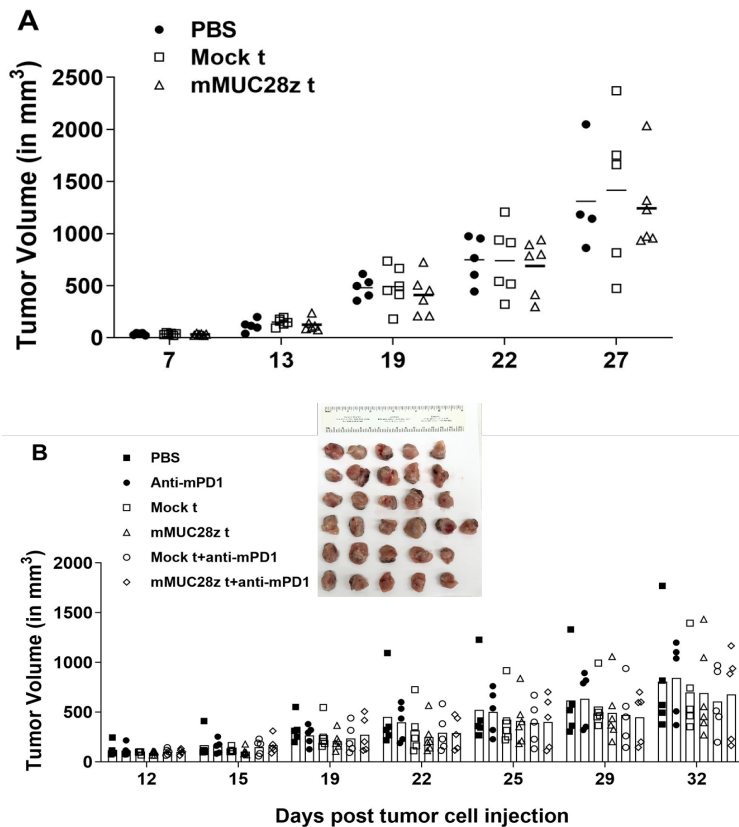 A
PBS
Mock t
mMUC28z t
Tumor Volume (in mm³)
2500
2000
1500
1000
500
0
7 13 19 22 27
B
PBS
Anti-mPD1
Mock t
mMUC28z t
Mock t+anti-mPD1
mMUC28z t+anti-mPD1
Tumor Volume (in mm³)
2000
1500
1000
500
0
12 15 19 22 25 29 32
Days post tumor cell injection